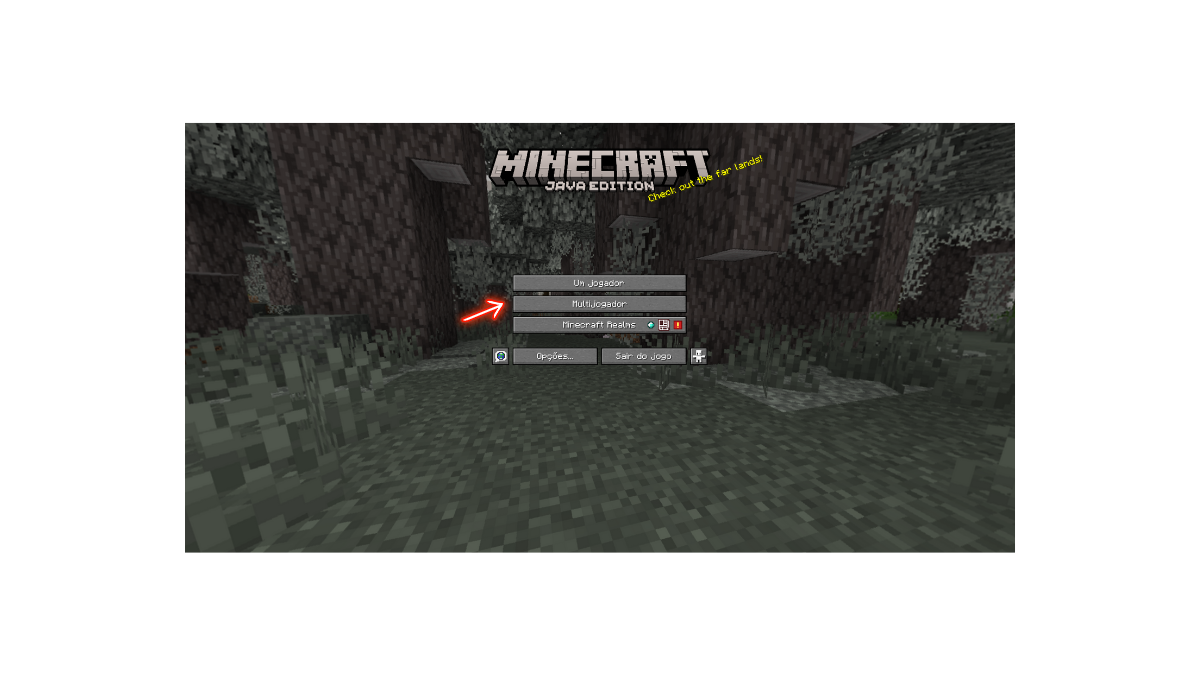 MINECRAFT
JAVA EDITION
Check out the far lands!
Um jogador
Multijogador
Minecraft Realms
Opções...
Sair do jogo